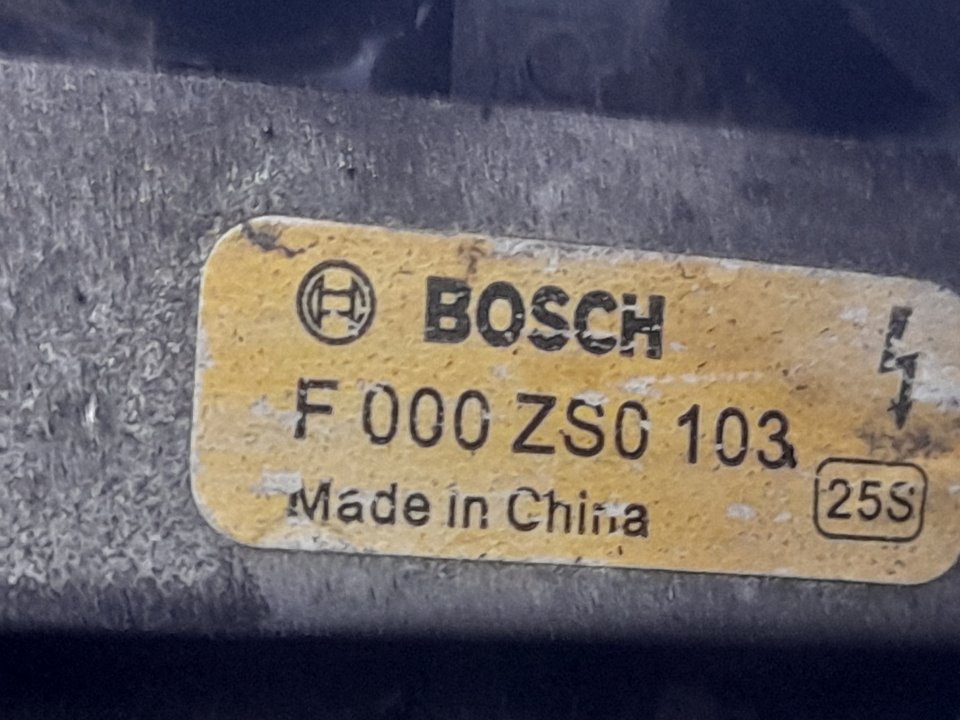 BOSCH
F 000 ZS0 103
Made in China
25S